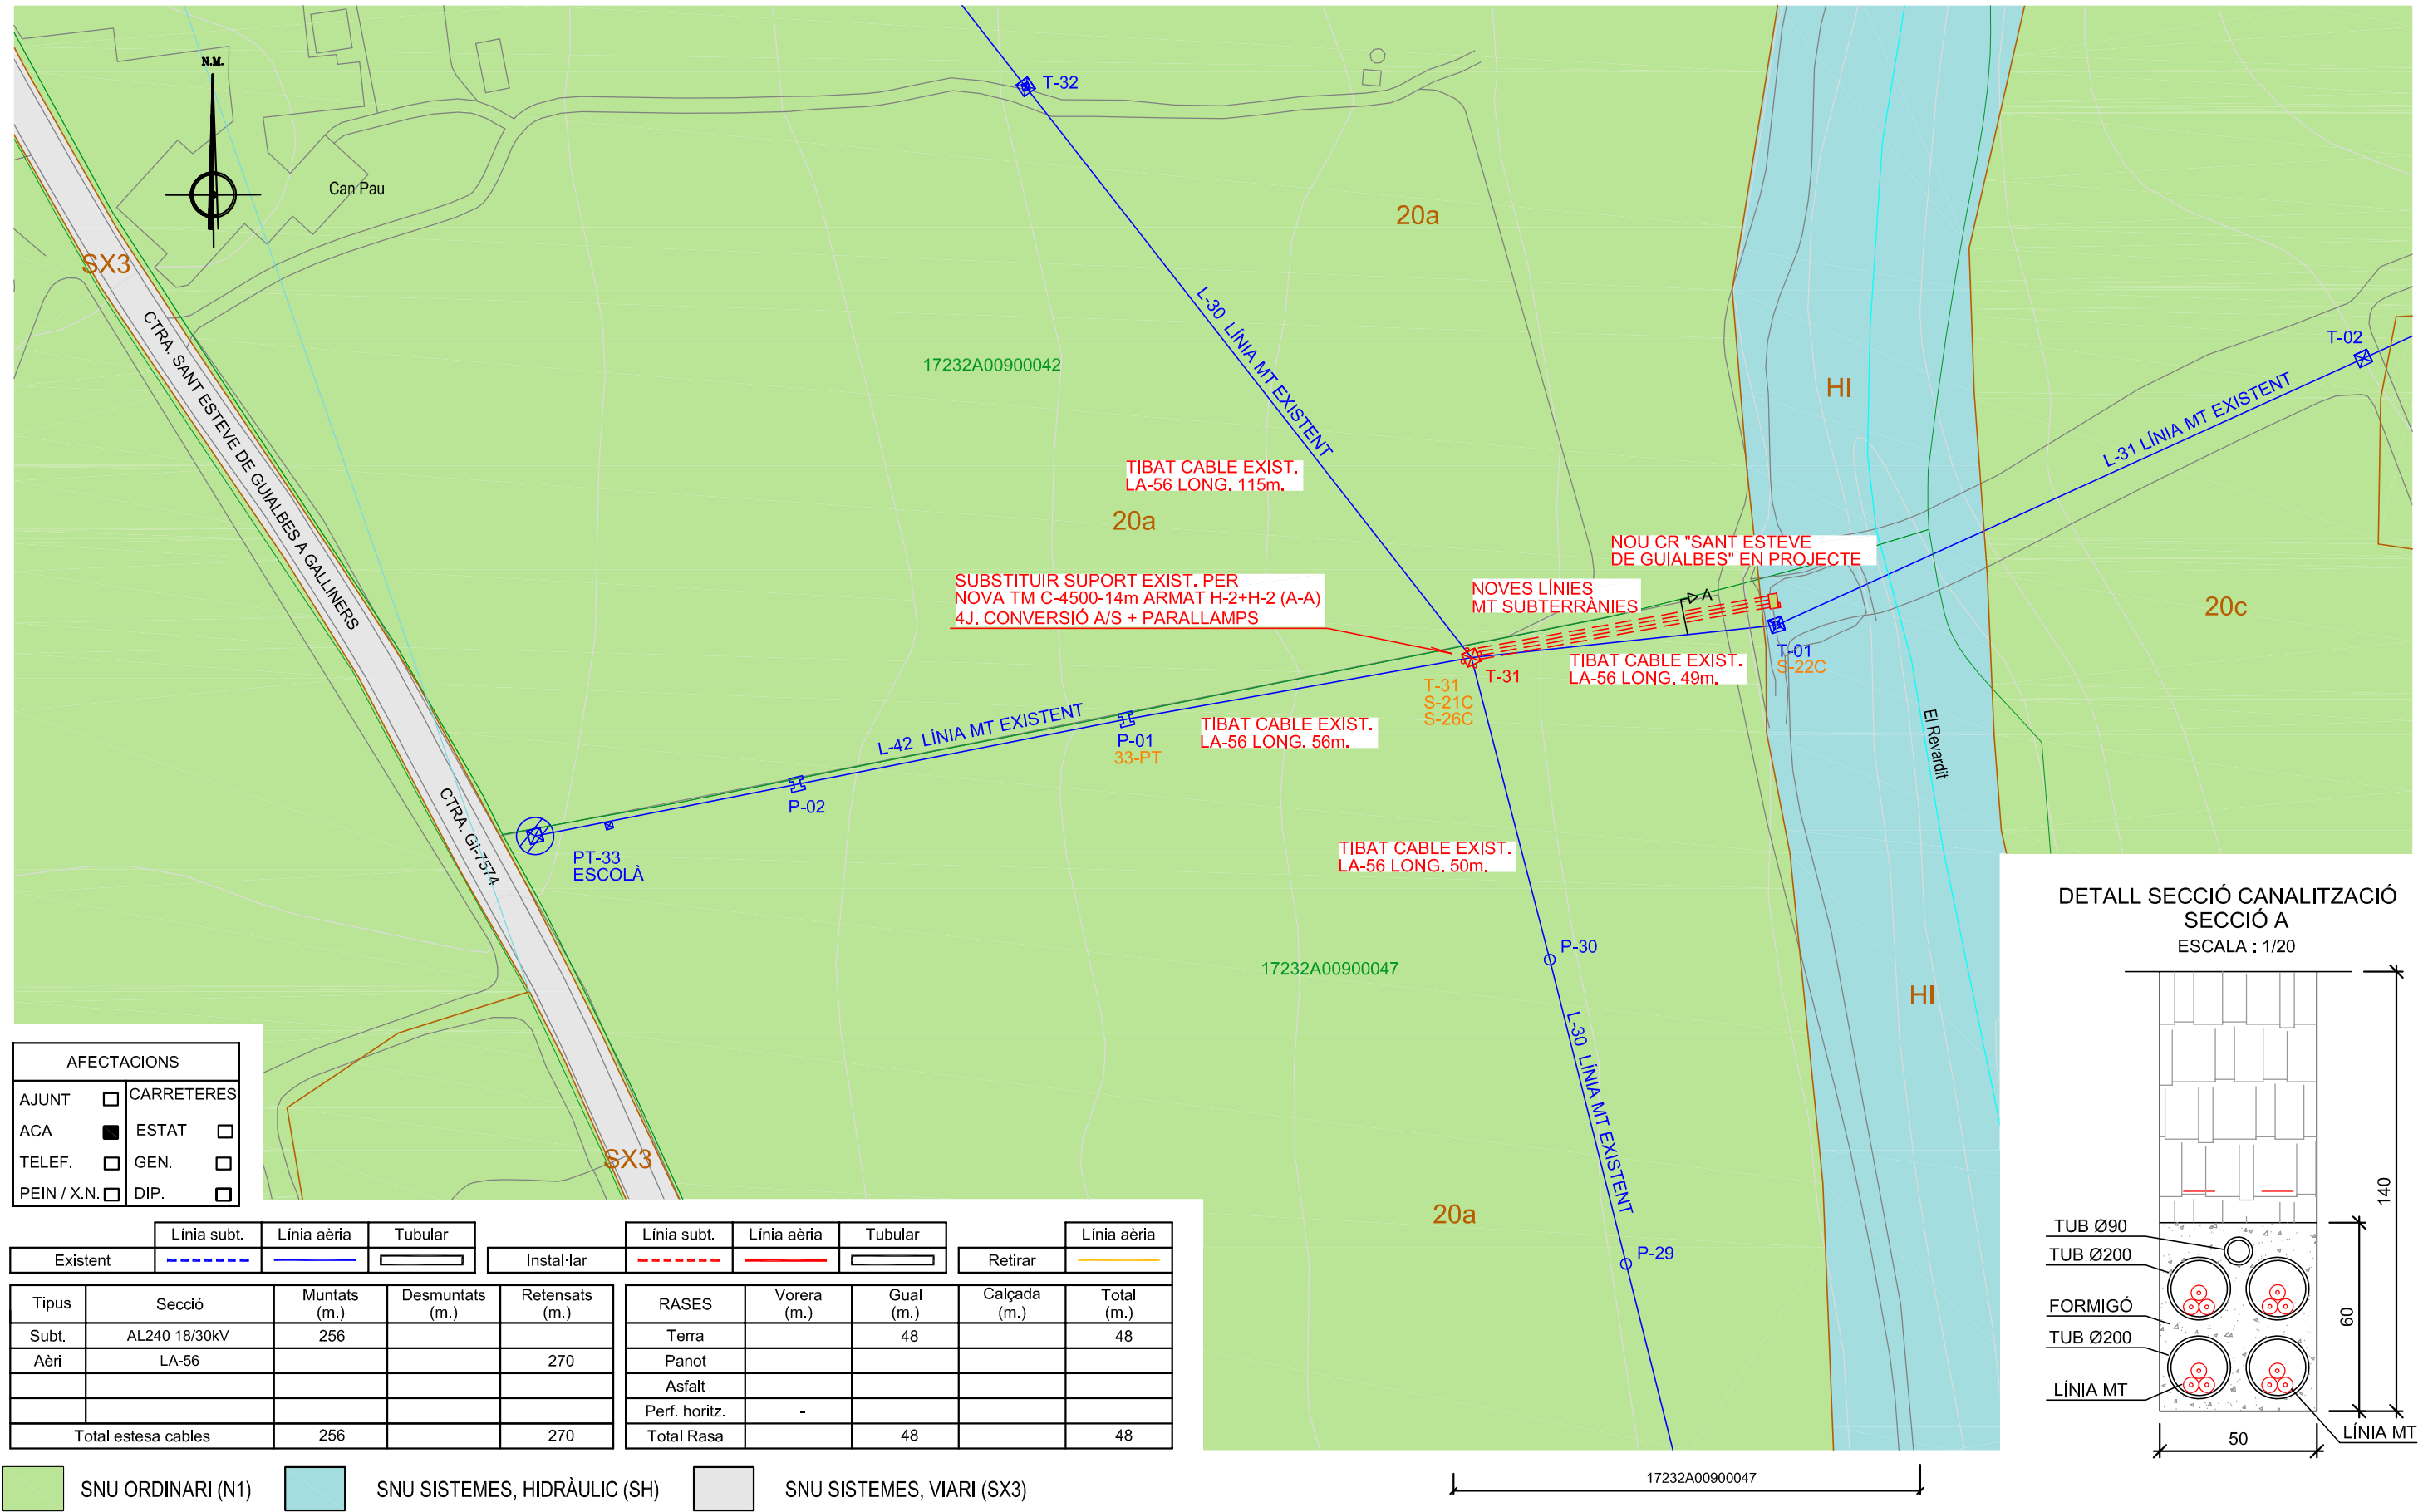 N.M.
T-32
Can Pau
20a
SX3
CTRA. SANT ESTEVE DE GUIALBES A GALLINERS
L-30 LÍNIA MT EXISTENT
17232A00900042
HI
T-02
L-31 LÍNIA MT EXISTENT
TIBAT CABLE EXIST.
LA-56 LONG. 115m.
20a
NOU CR "SANT ESTEVE
DE GUIALBES" EN PROJECTE
SUBSTITUIR SUPORT EXIST. PER
NOVA TM C-4500-14m ARMAT H-2+H-2 (A-A)
4J. CONVERSIÓ A/S + PARALLAMPS
NOVES LÍNIES
MT SUBTERRÀNIES
A
20c
T-31
T-31
S-21C
S-26C
TIBAT CABLE EXIST.
LA-56 LONG. 49m.
T-01
S-22C
L-42 LÍNIA MT EXISTENT
P-01
33-PT
TIBAT CABLE EXIST.
LA-56 LONG. 56m.
El Revardit
P-02
CTRA. GI-7574
PT-33
ESCOLÀ
TIBAT CABLE EXIST.
LA-56 LONG. 50m.
P-30
17232A00900047
HI
L-30 LÍNIA MT EXISTENT
SX3
20a
P-29
DETALL SECCIÓ CANALITZACIÓ
SECCIÓ A
ESCALA : 1/20
140
TUB Ø90
TUB Ø200
FORMIGÓ
TUB Ø200
LÍNIA MT
60
LÍNIA MT
50
AFECTACIONS
AJUNT CARRETERES
ACA ESTAT
TELEF. GEN.
PEIN / X.N. DIP.
Línia subt. Línia aèria Tubular
Existent
Línia subt. Línia aèria Tubular
Instal·lar
Línia aèria
Retirar
Tipus Secció Muntats (m.) Desmuntats (m.) Retensats (m.)
Subt. AL240 18/30kV 256
Aèri LA-56 270
Total estesa cables 256 270
RASES Vorera (m.) Gual (m.) Calçada (m.) Total (m.)
Terra 48 48
Panot
Asfalt
Perf. horitz. -
Total Rasa 48 48
SNU ORDINARI (N1)
SNU SISTEMES, HIDRÀULIC (SH)
SNU SISTEMES, VIARI (SX3)
17232A00900047